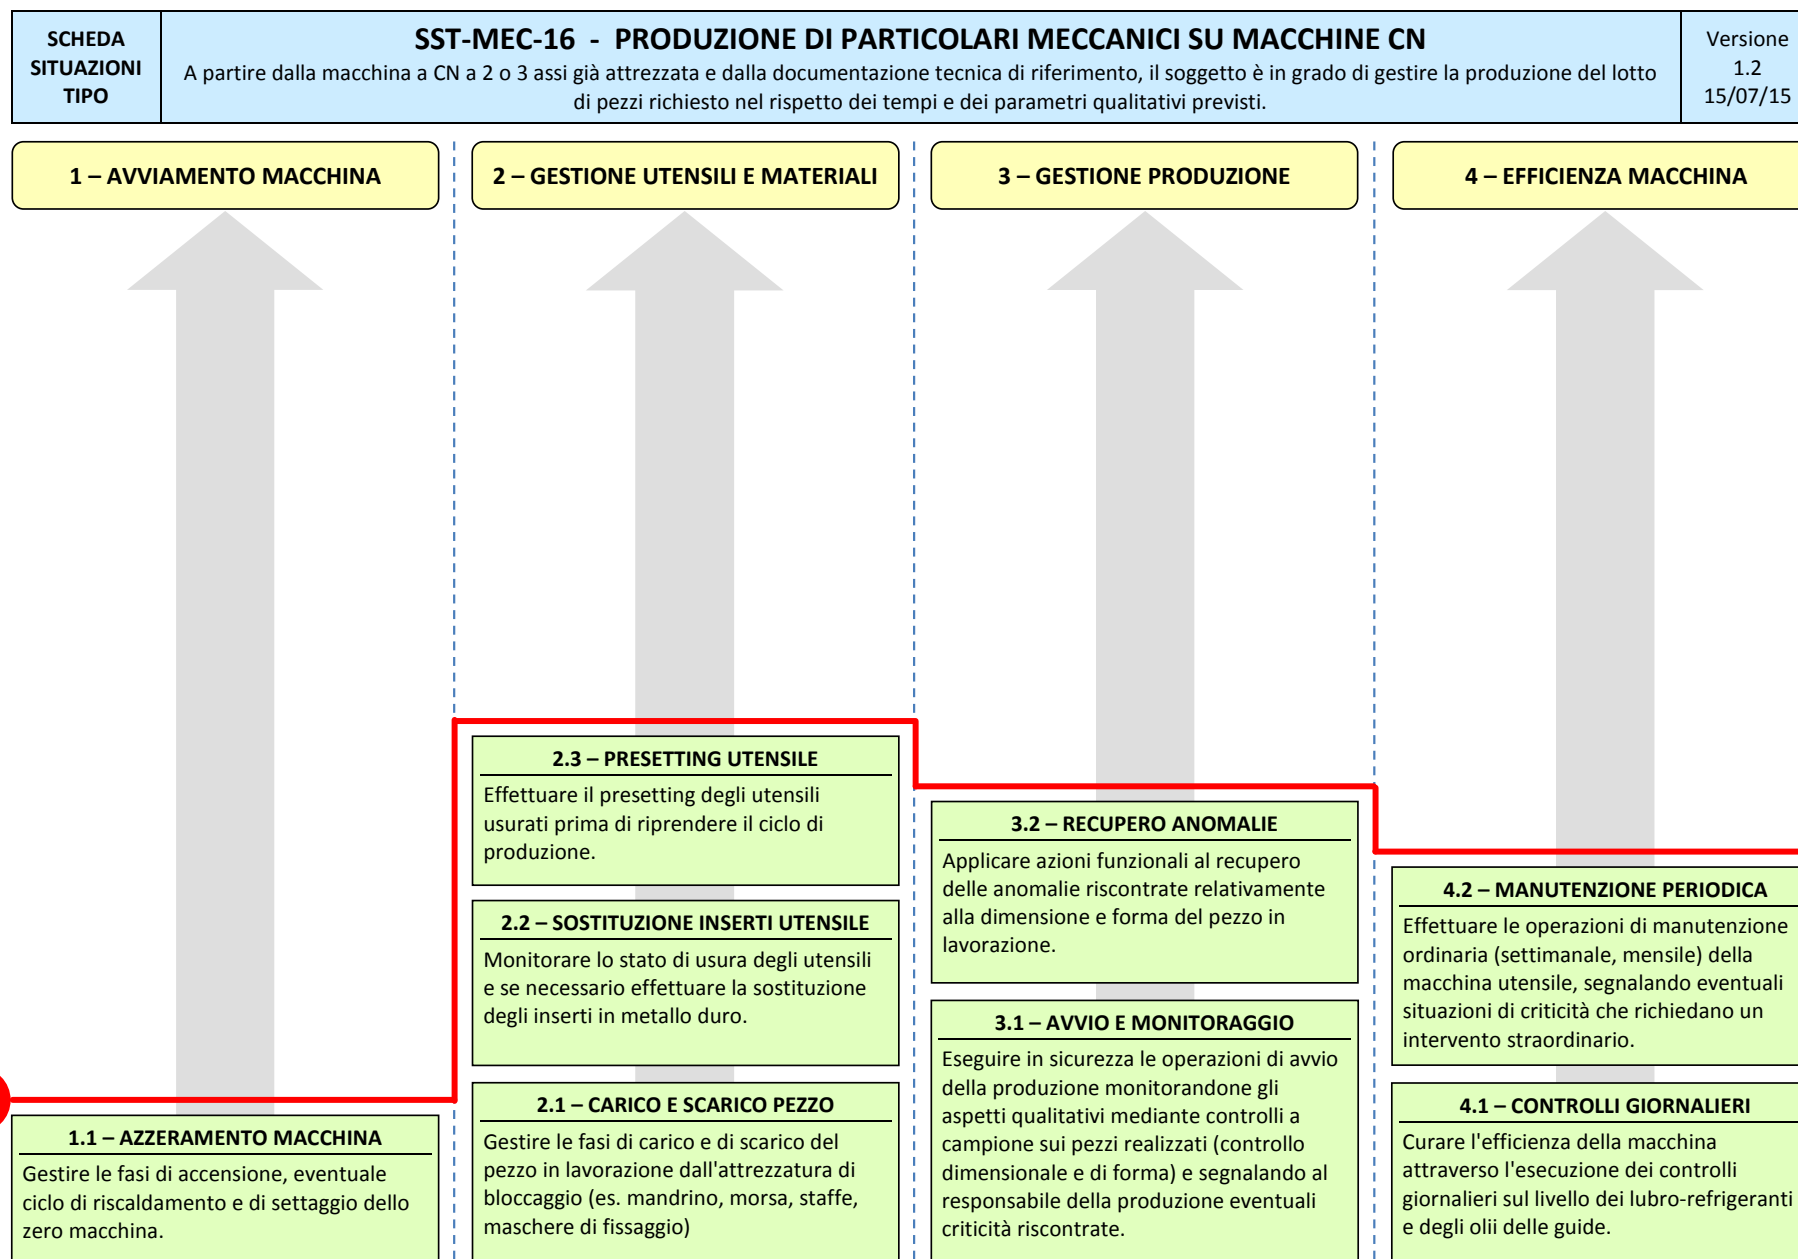 SCHEDA
SITUAZIONI
TIPO
SST-MEC-16 - PRODUZIONE DI PARTICOLARI MECCANICI SU MACCHINE CN
A partire dalla macchina a CN a 2 o 3 assi già attrezzata e dalla documentazione tecnica di riferimento, il soggetto è in grado di gestire la produzione del lotto
di pezzi richiesto nel rispetto dei tempi e dei parametri qualitativi previsti.
Versione
1.2
15/07/15
1 – AVVIAMENTO MACCHINA
2 – GESTIONE UTENSILI E MATERIALI
3 – GESTIONE PRODUZIONE
4 – EFFICIENZA MACCHINA
1.1 – AZZERAMENTO MACCHINA
Gestire le fasi di accensione, eventuale
ciclo di riscaldamento e di settaggio dello
zero macchina.
2.3 – PRESETTING UTENSILE
Effettuare il presetting degli utensili
usurati prima di riprendere il ciclo di
produzione.
2.2 – SOSTITUZIONE INSERTI UTENSILE
Monitorare lo stato di usura degli utensili
e se necessario effettuare la sostituzione
degli inserti in metallo duro.
2.1 – CARICO E SCARICO PEZZO
Gestire le fasi di carico e di scarico del
pezzo in lavorazione dall'attrezzatura di
bloccaggio (es. mandrino, morsa, staffe,
maschere di fissaggio)
3.2 – RECUPERO ANOMALIE
Applicare azioni funzionali al recupero
delle anomalie riscontrate relativamente
alla dimensione e forma del pezzo in
lavorazione.
3.1 – AVVIO E MONITORAGGIO
Eseguire in sicurezza le operazioni di avvio
della produzione monitorandone gli
aspetti qualitativi mediante controlli a
campione sui pezzi realizzati (controllo
dimensionale e di forma) e segnalando al
responsabile della produzione eventuali
criticità riscontrate.
4.2 – MANUTENZIONE PERIODICA
Effettuare le operazioni di manutenzione
ordinaria (settimanale, mensile) della
macchina utensile, segnalando eventuali
situazioni di criticità che richiedano un
intervento straordinario.
4.1 – CONTROLLI GIORNALIERI
Curare l'efficienza della macchina
attraverso l'esecuzione dei controlli
giornalieri sul livello dei lubro-refrigeranti
e degli olii delle guide.